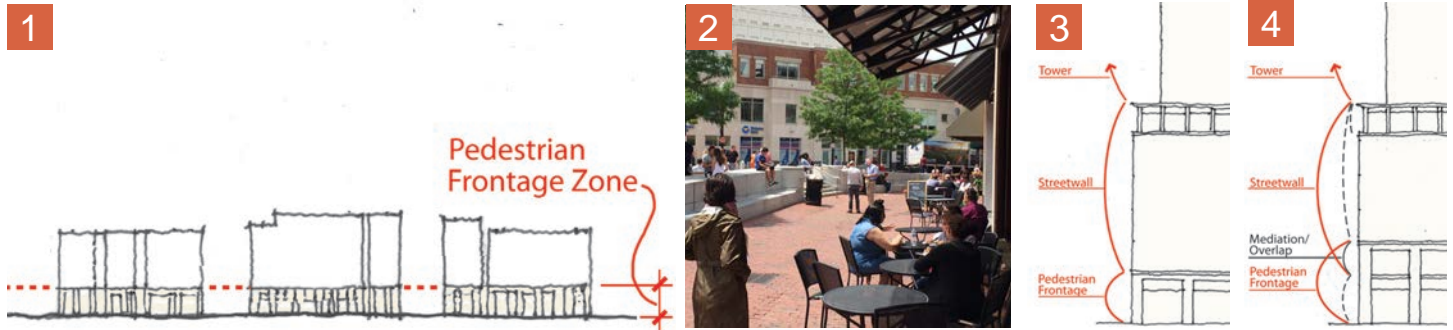 1
Pedestrian
Frontage Zone
2
3
Tower
Streetwall
Pedestrian
Frontage
4
Tower
Streetwall
Mediation/
Overlap
Pedestrian
Frontage